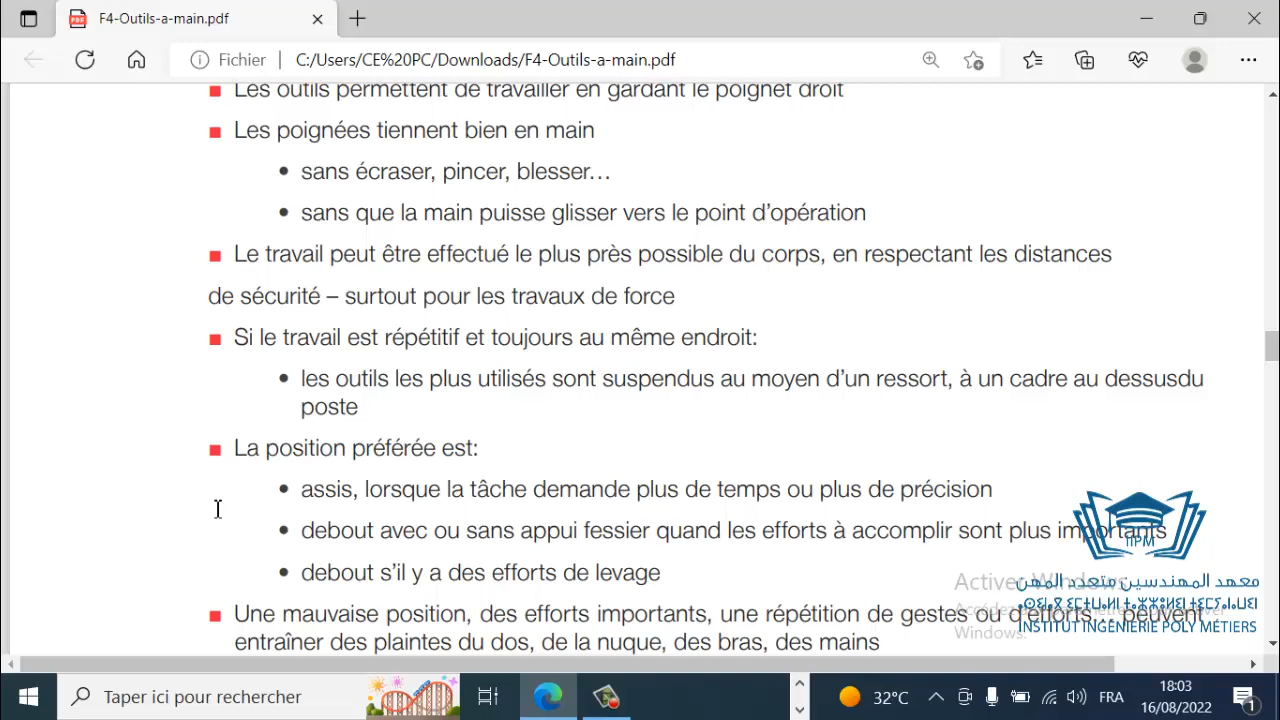 F4-Outils-a-main.pdf
Fichier
C:/Users/CE%20PC/Downloads/F4-Outils-a-main.pdf
Les outils permettent de travailler en gardant le poignet droit
Les poignées tiennent bien en main
sans écraser, pincer, blesser…
sans que la main puisse glisser vers le point d’opération
Le travail peut être effectué le plus près possible du corps, en respectant les distances
de sécurité – surtout pour les travaux de force
Si le travail est répétitif et toujours au même endroit:
les outils les plus utilisés sont suspendus au moyen d’un ressort, à un cadre au dessusdu
poste
La position préférée est:
assis, lorsque la tâche demande plus de temps ou plus de précision
debout avec ou sans appui fessier quand les efforts à accomplir sont plus importants
debout s’il y a des efforts de levage
Une mauvaise position, des efforts importants, une répétition de gestes ou d’efforts... peuvent
entraîner des plaintes du dos, de la nuque, des bras, des mains
IIPM
Activer Windows
معهد المهندسين متعدد المهن
Windows.
INSTITUT INGÉNIERIE POLY MÉTIERS
Taper ici pour rechercher
32°C
FRA
18:03
16/08/2022
1